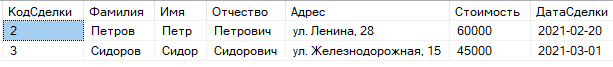 КодСделки Фамилия Имя Отчество Адрес Стоимость ДатаСделки
2 Петров Петр Петрович ул. Ленина, 28 60000 2021-02-20
3 Сидоров Сидор Сидорович ул. Железнодорожная, 15 45000 2021-03-01